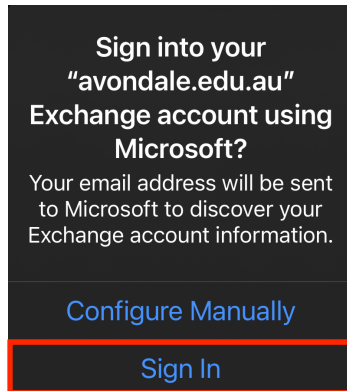 Sign into your
“avondale.edu.au”
Exchange account using
Microsoft?
Your email address will be sent
to Microsoft to discover your
Exchange account information.
Configure Manually
Sign In